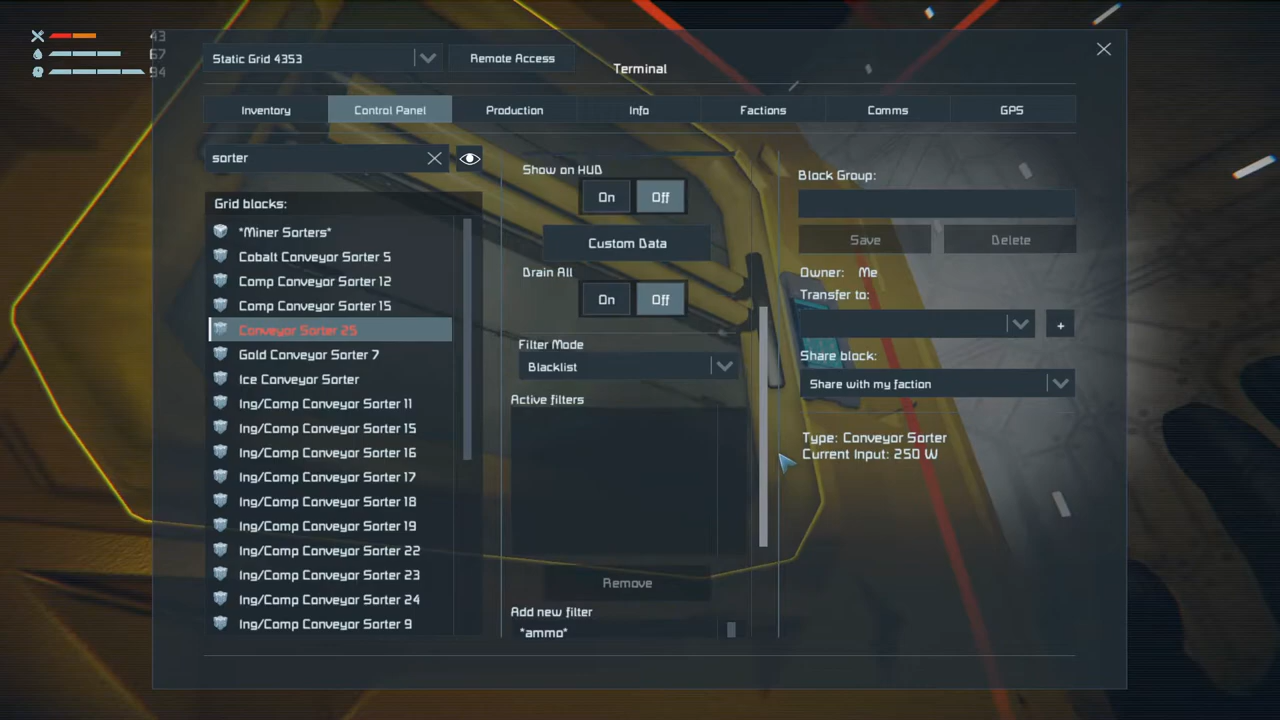 43
67
94
Static Grid 4353
Remote Access
Terminal
Inventory
Control Panel
Production
Info
Factions
Comms
GPS
sorter
Grid blocks:
*Miner Sorters*
Cobalt Conveyor Sorter 5
Comp Conveyor Sorter 12
Comp Conveyor Sorter 15
Conveyor Sorter 25
Gold Conveyor Sorter 7
Ice Conveyor Sorter
Ing/Comp Conveyor Sorter 11
Ing/Comp Conveyor Sorter 15
Ing/Comp Conveyor Sorter 16
Ing/Comp Conveyor Sorter 17
Ing/Comp Conveyor Sorter 18
Ing/Comp Conveyor Sorter 19
Ing/Comp Conveyor Sorter 22
Ing/Comp Conveyor Sorter 23
Ing/Comp Conveyor Sorter 24
Ing/Comp Conveyor Sorter 9
Show on HUD
On
Off
Custom Data
Drain All
On
Off
Filter Mode
Blacklist
Active filters
Remove
Add new filter
*ammo*
Block Group:
Save
Delete
Owner: Me
Transfer to:
+
Share block:
Share with my faction
Type: Conveyor Sorter
Current Input: 250 W